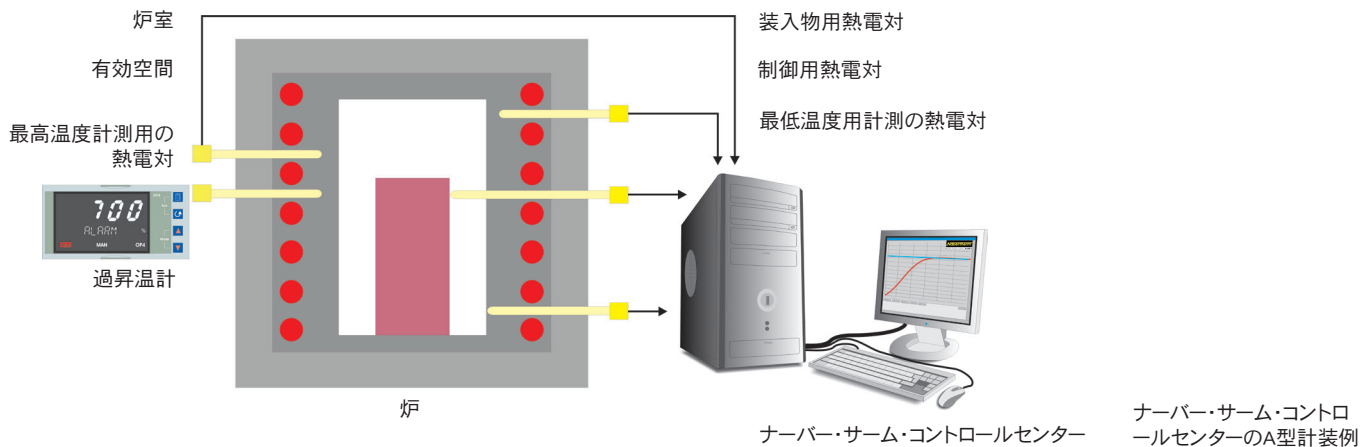 炉室
装入物用熱電対
有効空間
制御用熱電対
最高温度計測用の
熱電対
最低温度用計測の熱電対
700
ALARM
%
MAN
OP4
過昇温計
炉
ナーバー・サーム・コントロールセンター
ナーバー・サーム・コントロ
ールセンターのA型計装例